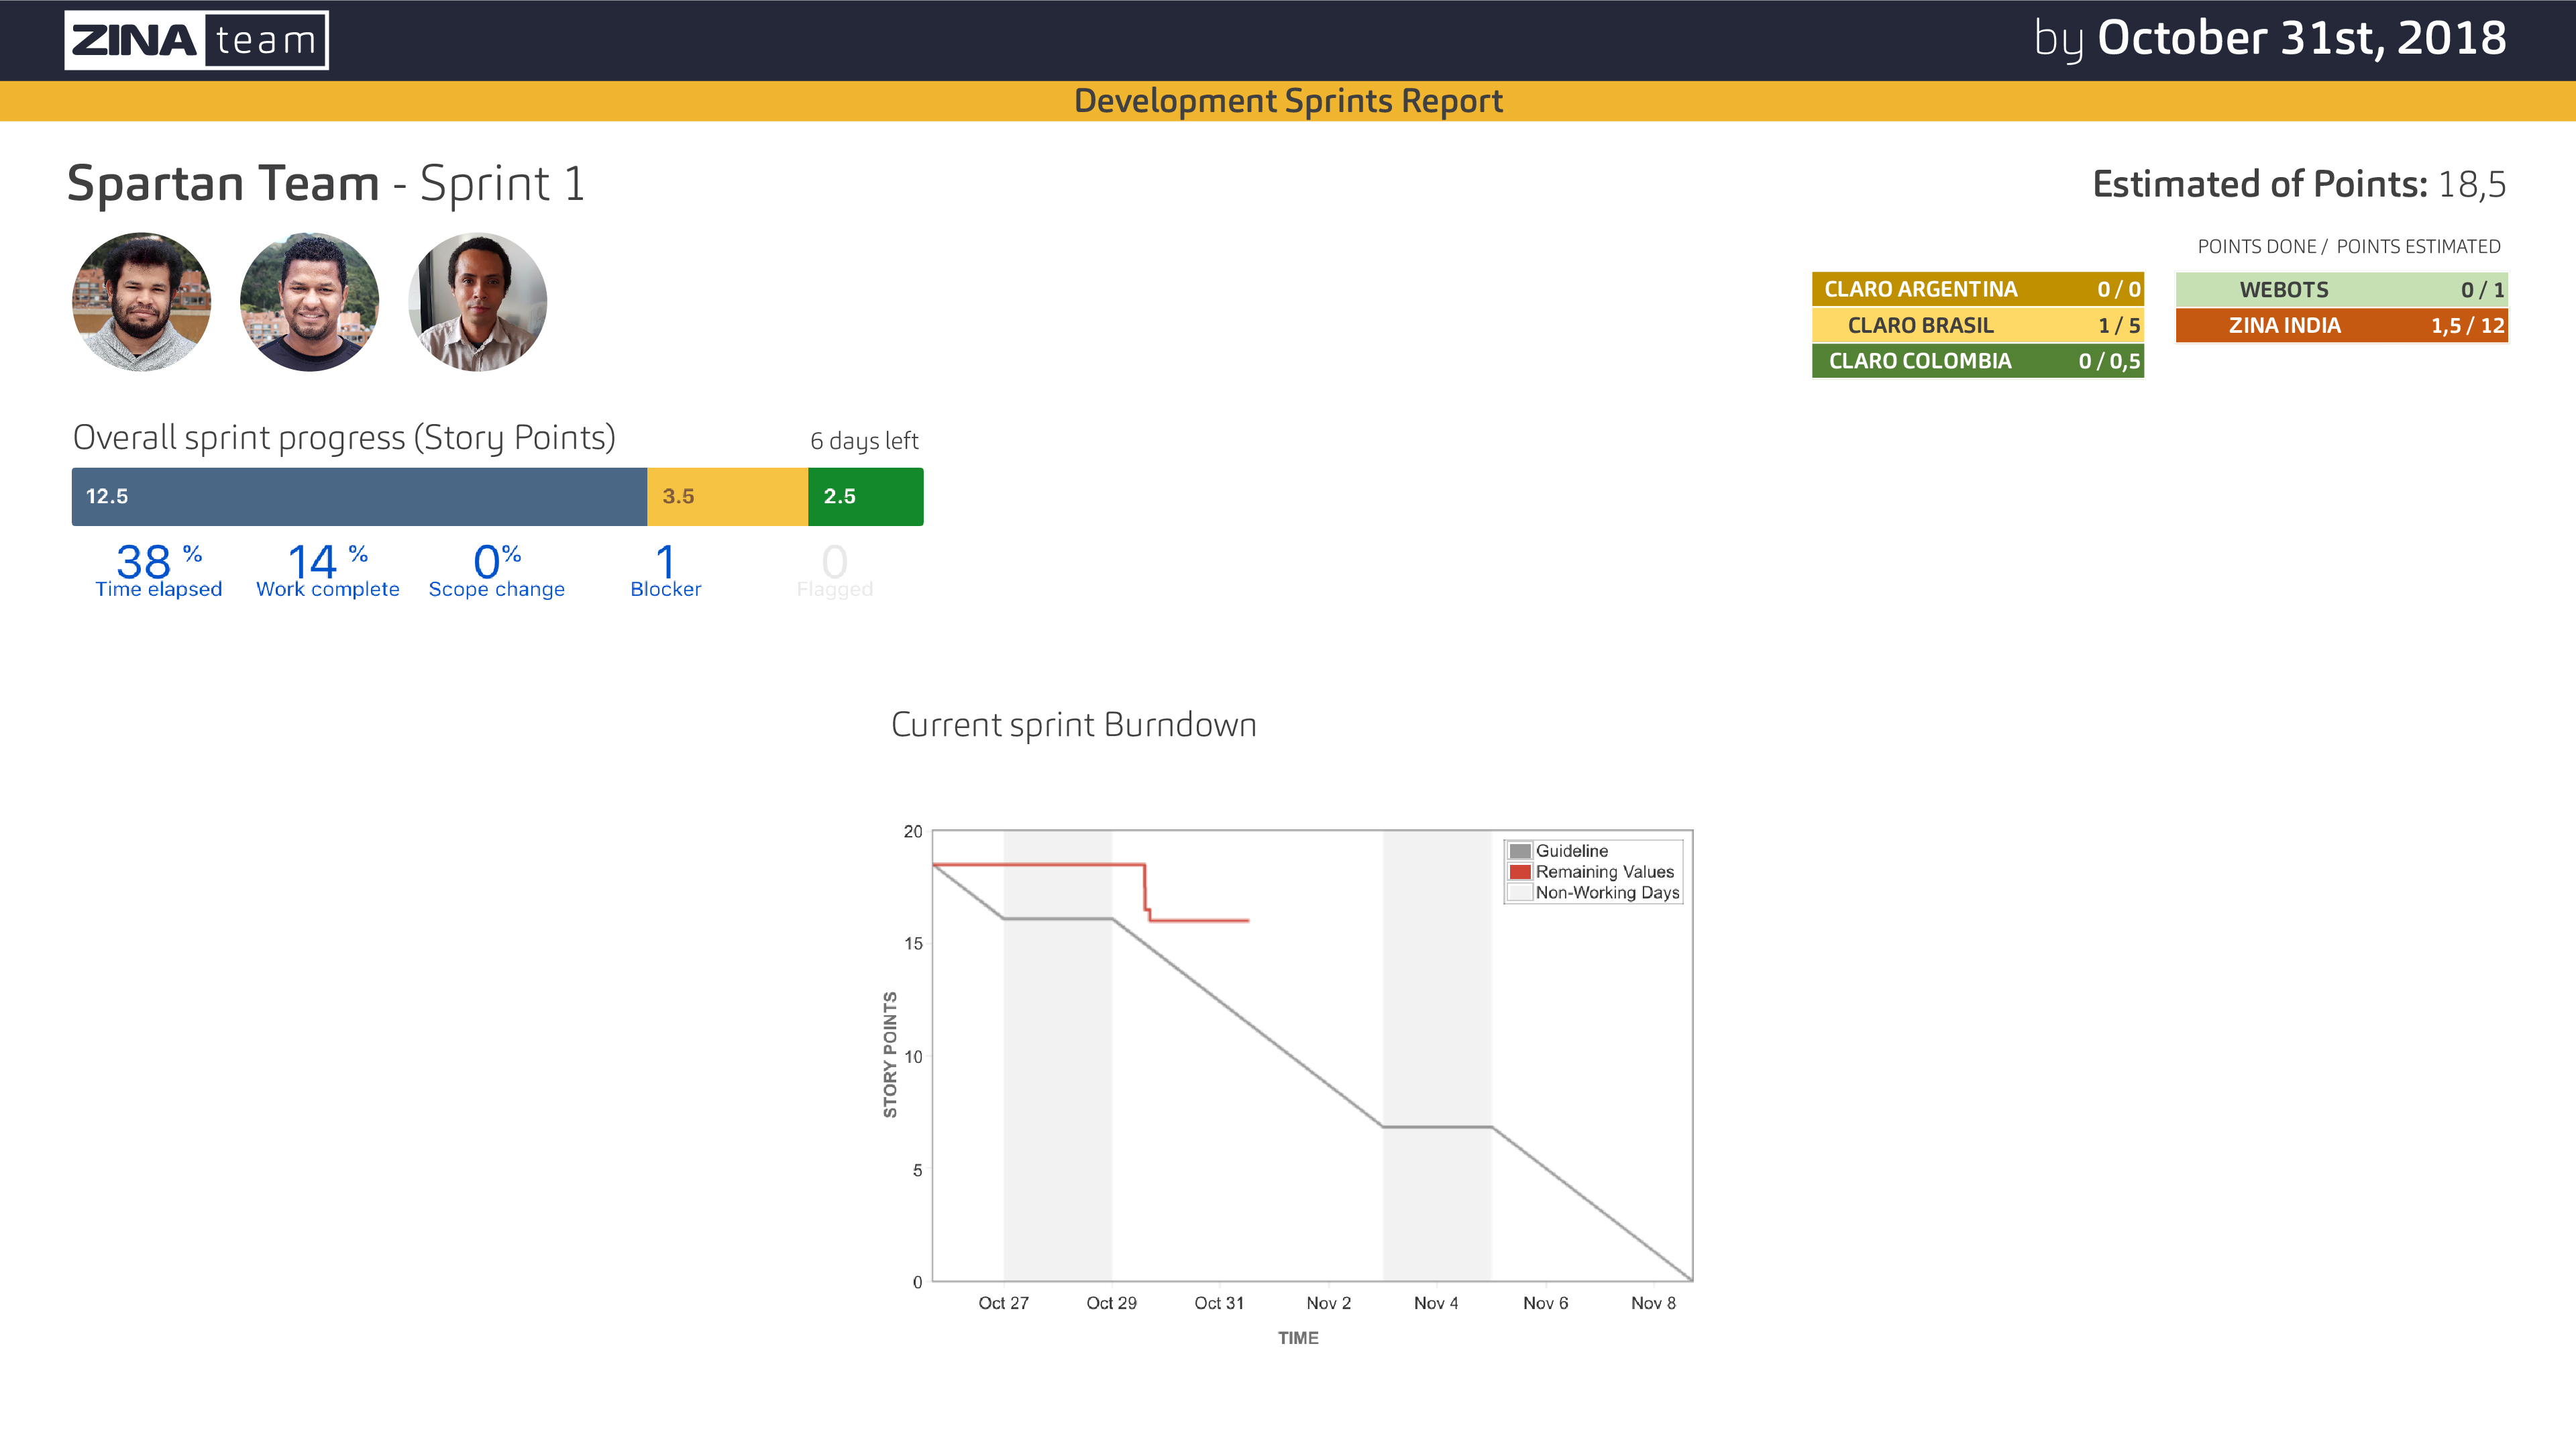 ZINA team
by October 31st, 2018
Development Sprints Report
Spartan Team - Sprint 1
Estimated of Points: 18,5
POINTS DONE / POINTS ESTIMATED
CLARO ARGENTINA 0 / 0
CLARO BRASIL 1 / 5
CLARO COLOMBIA 0 / 0,5
WEBOTS 0 / 1
ZINA INDIA 1,5 / 12
Overall sprint progress (Story Points)
6 days left
12.5 3.5 2.5
38 % 14 % 0% 1 0
Time elapsed Work complete Scope change Blocker Flagged
Current sprint Burndown
Guideline
Remaining Values
Non-Working Days
20
15
10
5
0
STORY POINTS
Oct 27 Oct 29 Oct 31 Nov 2 Nov 4 Nov 6 Nov 8
TIME